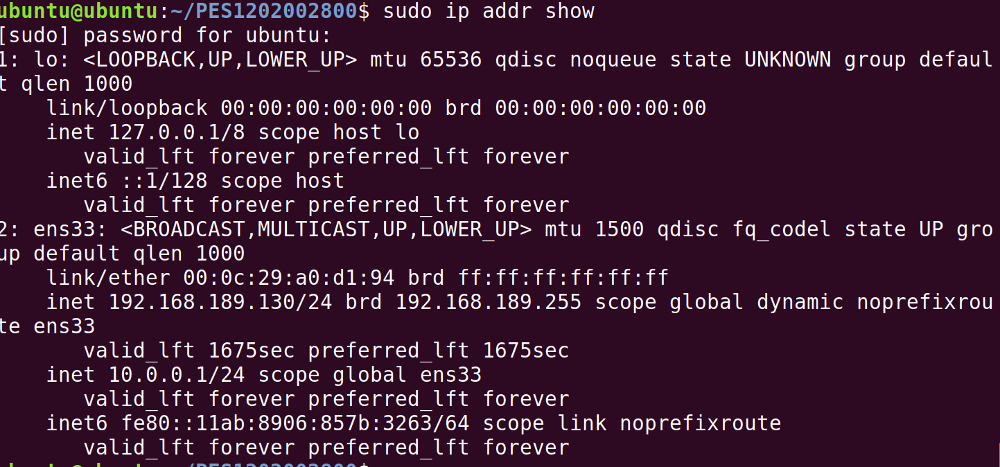 ubuntu@ubuntu:~/PES1202002800$ sudo ip addr show
[sudo] password for ubuntu:
1: lo: <LOOPBACK,UP,LOWER_UP> mtu 65536 qdisc noqueue state UNKNOWN group defaul
t qlen 1000
    link/loopback 00:00:00:00:00:00 brd 00:00:00:00:00:00
    inet 127.0.0.1/8 scope host lo
       valid_lft forever preferred_lft forever
    inet6 ::1/128 scope host
       valid_lft forever preferred_lft forever
2: ens33: <BROADCAST,MULTICAST,UP,LOWER_UP> mtu 1500 qdisc fq_codel state UP gro
up default qlen 1000
    link/ether 00:0c:29:a0:d1:94 brd ff:ff:ff:ff:ff:ff
    inet 192.168.189.130/24 brd 192.168.189.255 scope global dynamic noprefixrou
te ens33
       valid_lft 1675sec preferred_lft 1675sec
    inet 10.0.0.1/24 scope global ens33
       valid_lft forever preferred_lft forever
    inet6 fe80::11ab:8906:857b:3263/64 scope link noprefixroute
       valid_lft forever preferred_lft forever